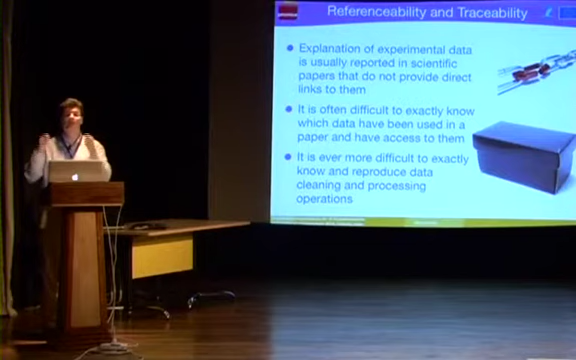 Referenceability and Traceability
Explanation of experimental data
is usually reported in scientific
papers that do not provide direct
links to them
It is often difficult to exactly know
which data have been used in a
paper and have access to them
It is ever more difficult to exactly
know and reproduce data
cleaning and processing
operations